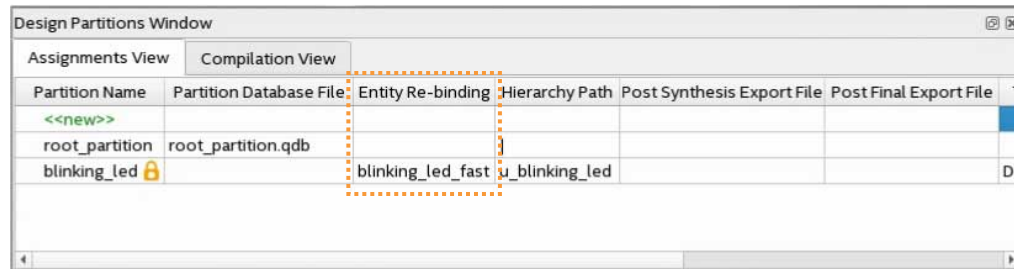 Design Partitions Window
Assignments View Compilation View
Partition Name Partition Database File Entity Re-binding Hierarchy Path Post Synthesis Export File Post Final Export File
<<new>>
root_partition root_partition.qdb
blinking_led blinking_led_fast u_blinking_led D